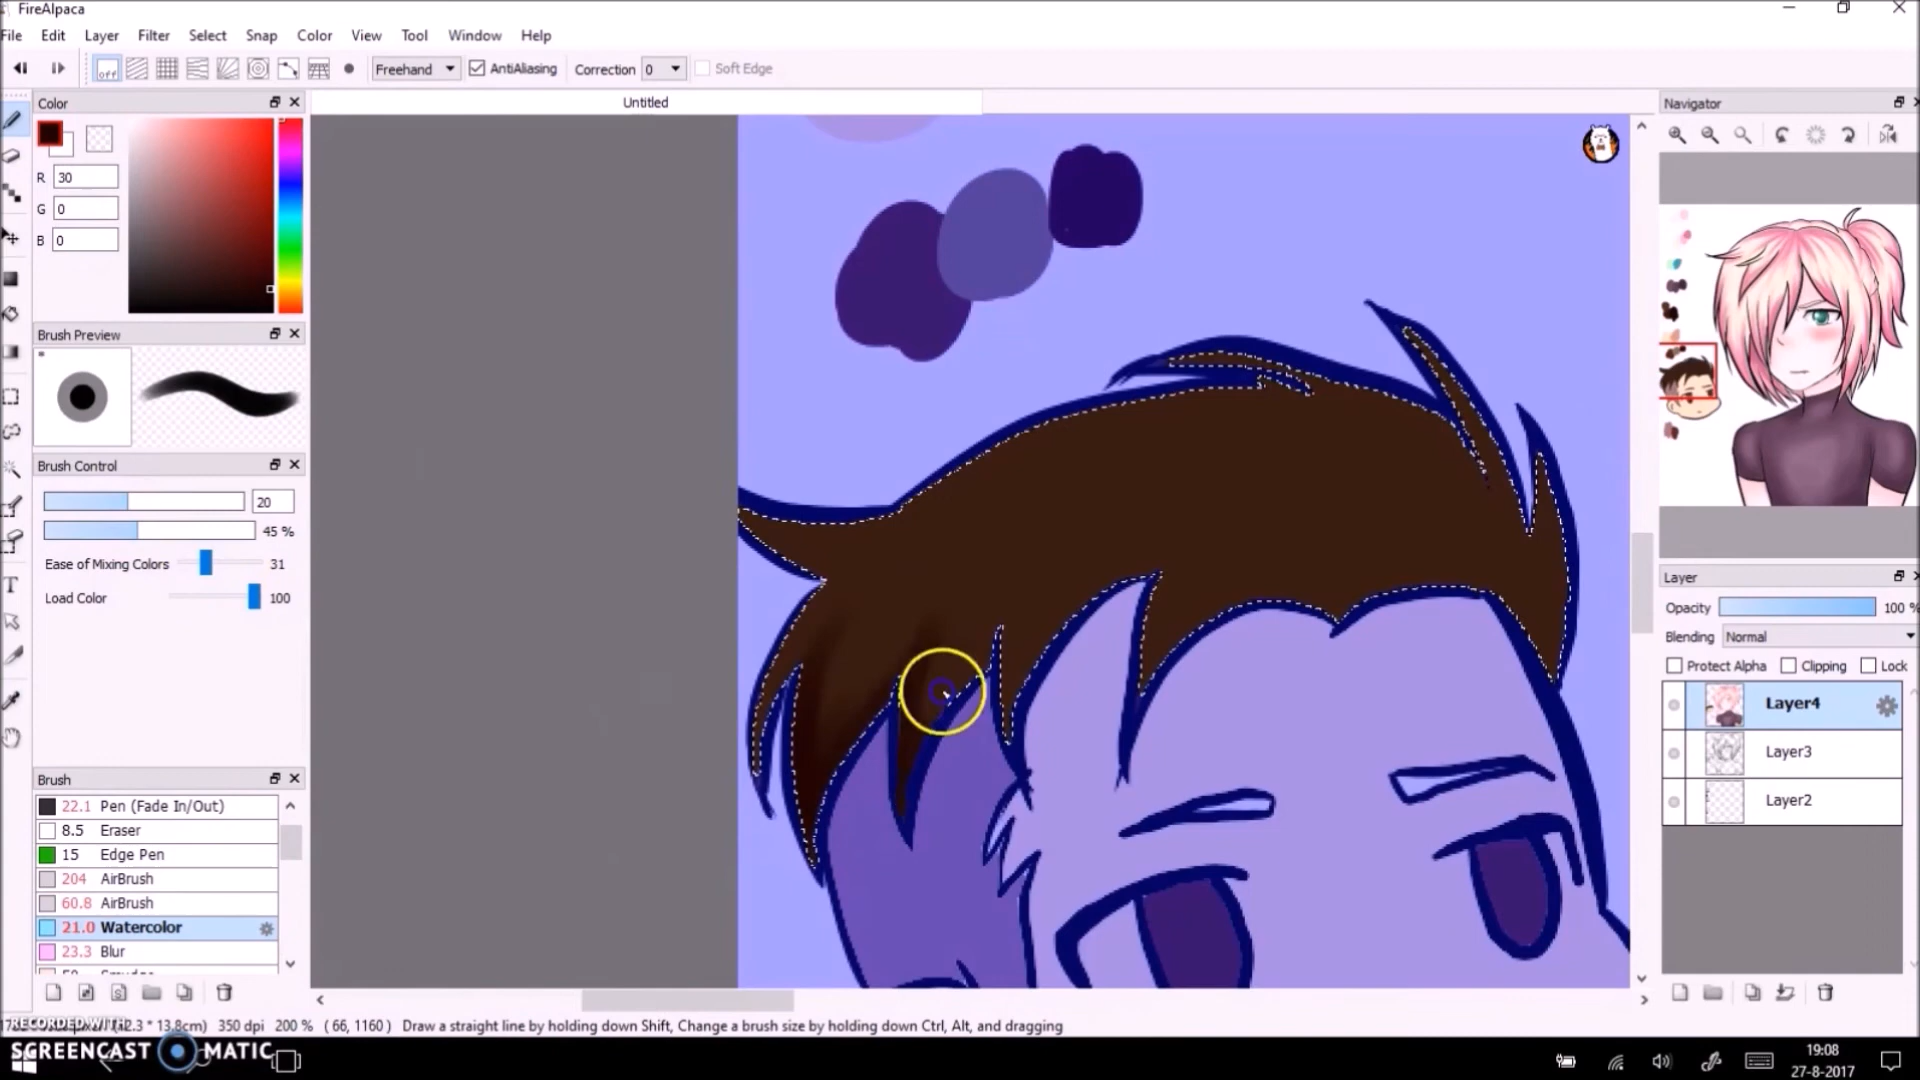 FireAlpaca
File Edit Layer Filter Select Snap Color View Tool Window Help
off Freehand AntiAliasing Correction 0 Soft Edge
Color
Untitled
Navigator
R 30
G 0
B 0
Brush Preview
Brush Control
20
45 %
Ease of Mixing Colors 31
Load Color 100
Layer
Opacity 100 %
Blending Normal
Protect Alpha Clipping Lock
Layer4
Layer3
Layer2
Brush
22.1 Pen (Fade In/Out)
8.5 Eraser
15 Edge Pen
204 AirBrush
60.8 AirBrush
21.0 Watercolor
23.3 Blur
T
13.8cm) 350 dpi 200 % ( 66, 1160 ) Draw a straight line by holding down Shift, Change a brush size by holding down Ctrl, Alt, and dragging
RECORDED WITH
SCREENCAST MATIC
19:08
27-8-2017